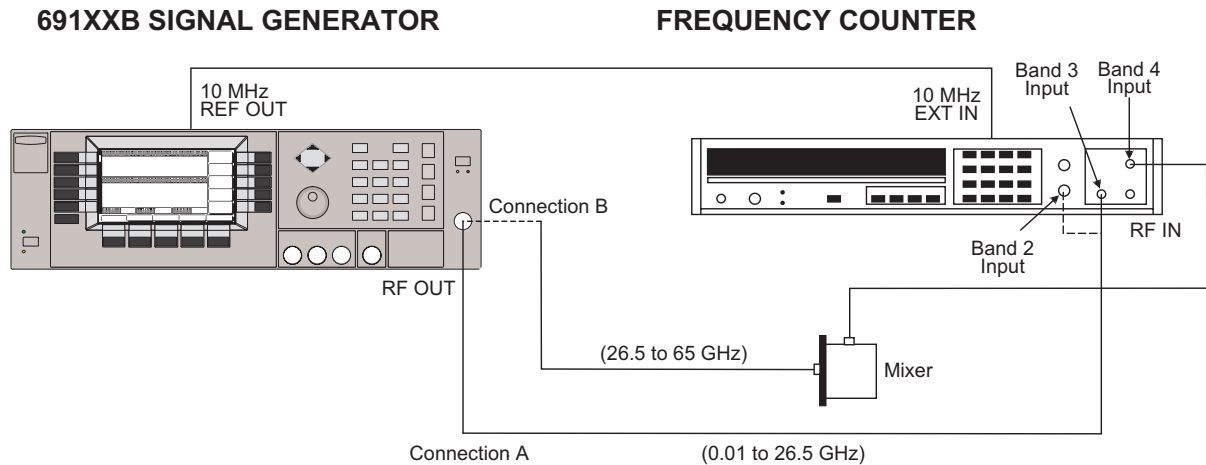 691XXB SIGNAL GENERATOR
FREQUENCY COUNTER
10 MHz
REF OUT
10 MHz
EXT IN
Band 3
Input
Band 4
Input
Connection B
Band 2
Input
RF IN
RF OUT
(26.5 to 65 GHz)
Mixer
Connection A
(0.01 to 26.5 GHz)